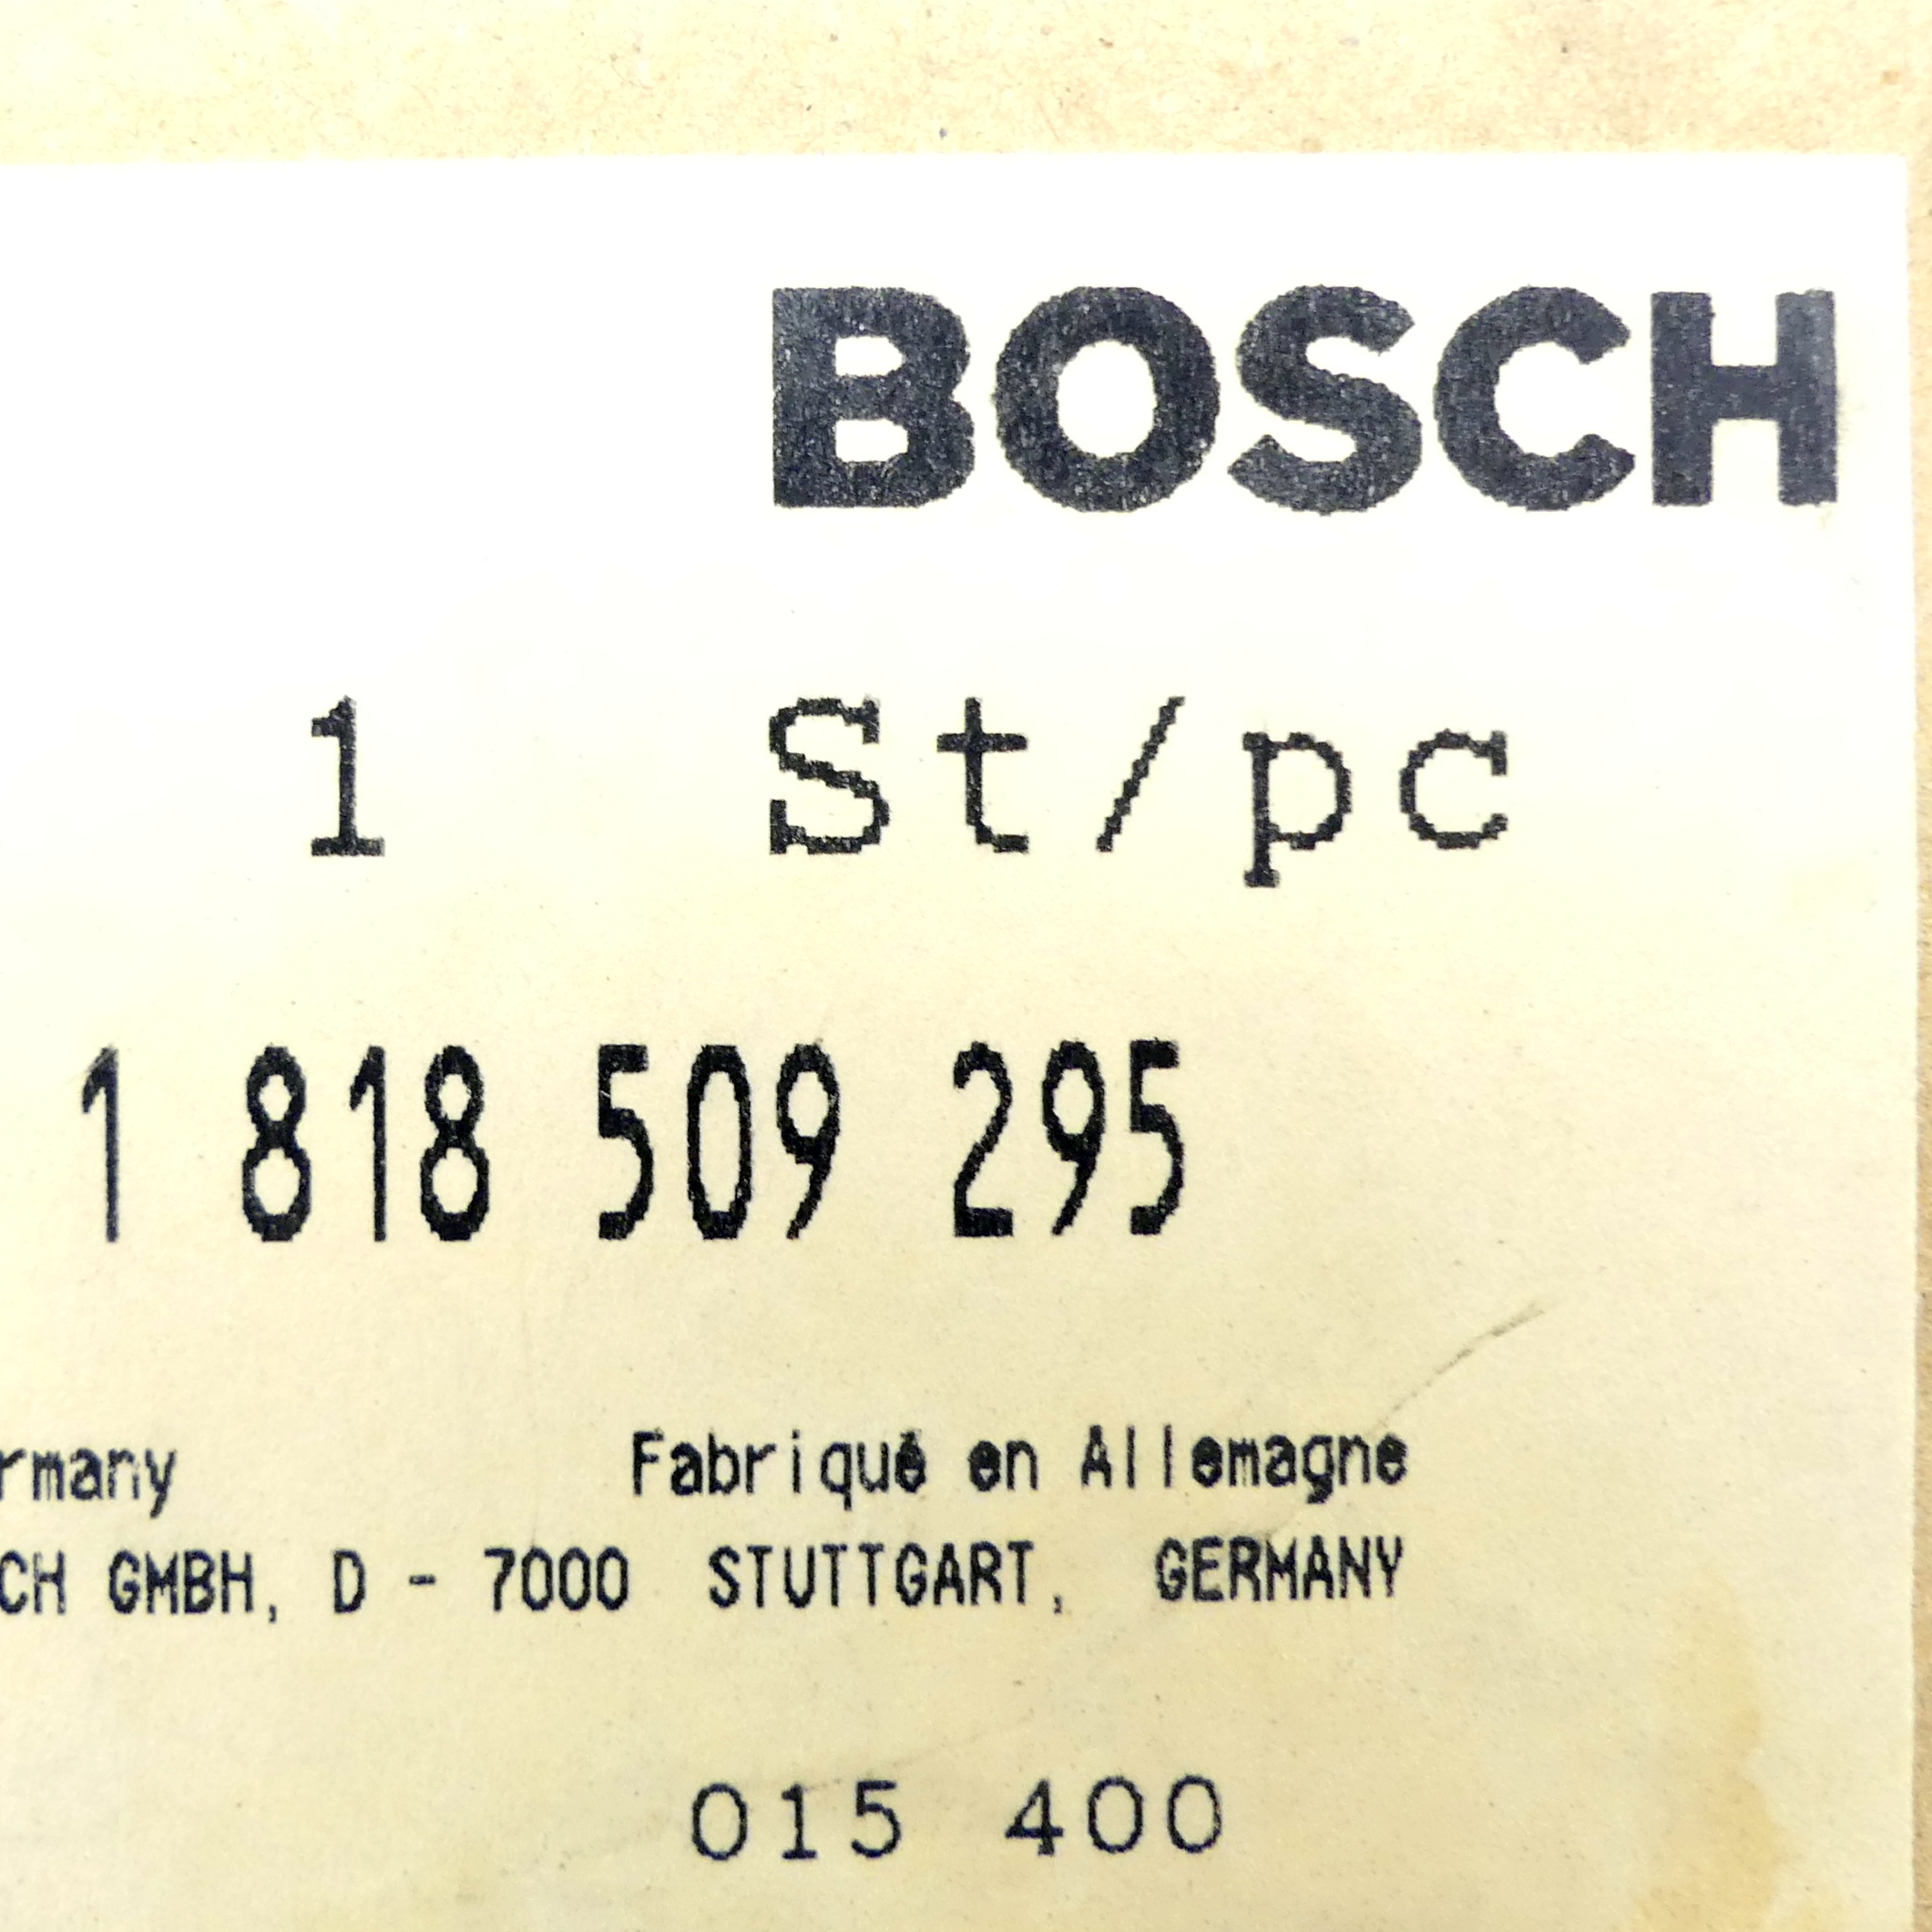 BOSCH
1 St/pc
1 818 509 295
rmany Fabriqué en Allemagne
CH GMBH, D - 7000 STUTTGART, GERMANY
015 400